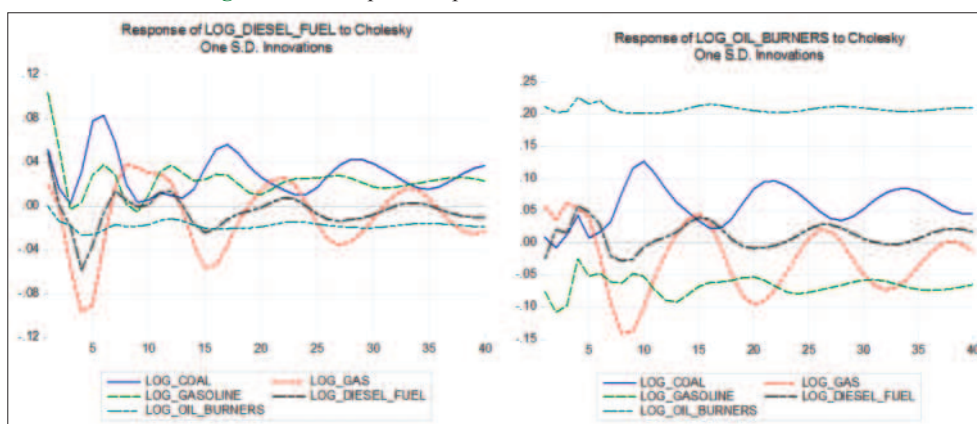 Response of LOG_DIESEL_FUEL to Cholesky
One S.D. Innovations
.12
.08
.04
.00
-.04
-.08
-.12
5 10 15 20 25 30 35 40
LOG_COAL LOG_GAS
LOG_GASOLINE LOG_DIESEL_FUEL
LOG_OIL_BURNERS
Response of LOG_OIL_BURNERS to Cholesky
One S.D. Innovations
.25
.20
.15
.10
.05
.00
-.05
-.10
-.15
5 10 15 20 25 30 35 40
LOG_COAL LOG_GAS
LOG_GASOLINE LOG_DIESEL_FUEL
LOG_OIL_BURNERS